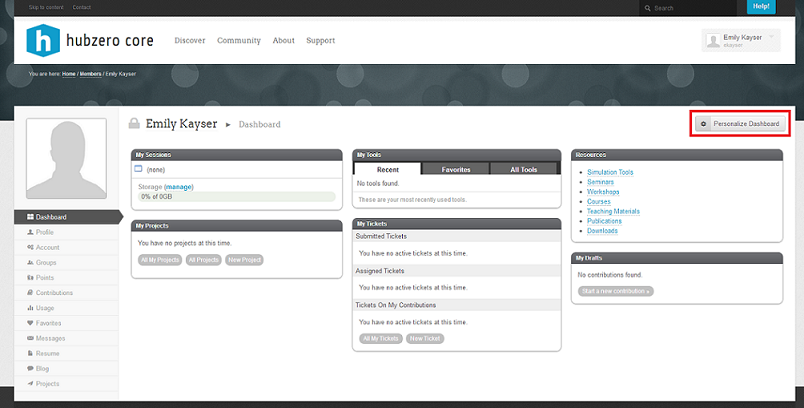 Skip to content Contact
Search
Help!
hubzero core
Discover Community About Support
Emily Kayser
ekayser
You are here: Home / Members / Emily Kayser
Emily Kayser ▸ Dashboard
Personalize Dashboard
Dashboard
Profile
Account
Groups
Points
Contributions
Usage
Favorites
Messages
Resume
Blog
Projects
My Sessions
(none)
Storage (manage)
0% of 0GB
My Projects
You have no projects at this time.
All My Projects All Projects New Project
My Tools
Recent Favorites All Tools
No tools found.
These are your most recently used tools.
My Tickets
Submitted Tickets
You have no active tickets at this time.
Assigned Tickets
You have no active tickets at this time.
Tickets On My Contributions
You have no active tickets at this time.
All My Tickets New Ticket
Resources
Simulation Tools
Seminars
Workshops
Courses
Teaching Materials
Publications
Downloads
My Drafts
No contributions found.
Start a new contribution »